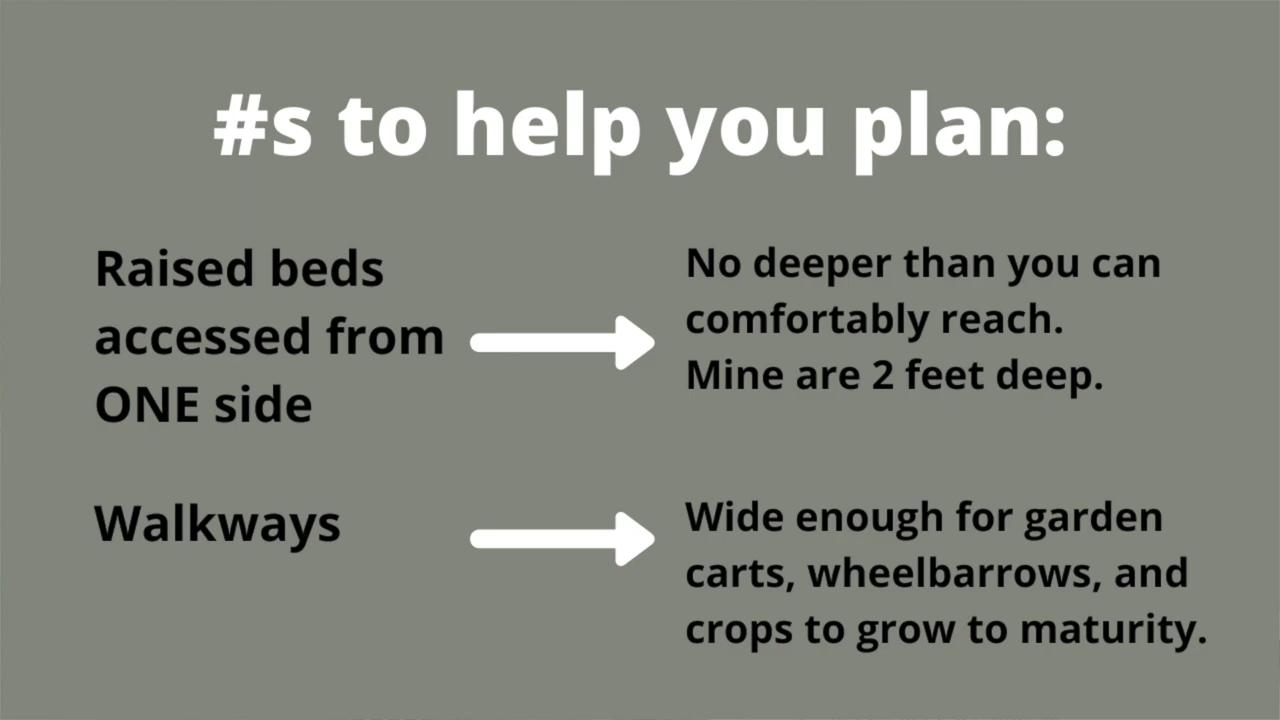 #s to help you plan:
Raised beds
accessed from
ONE side
No deeper than you can
comfortably reach.
Mine are 2 feet deep.
Walkways
Wide enough for garden
carts, wheelbarrows, and
crops to grow to maturity.